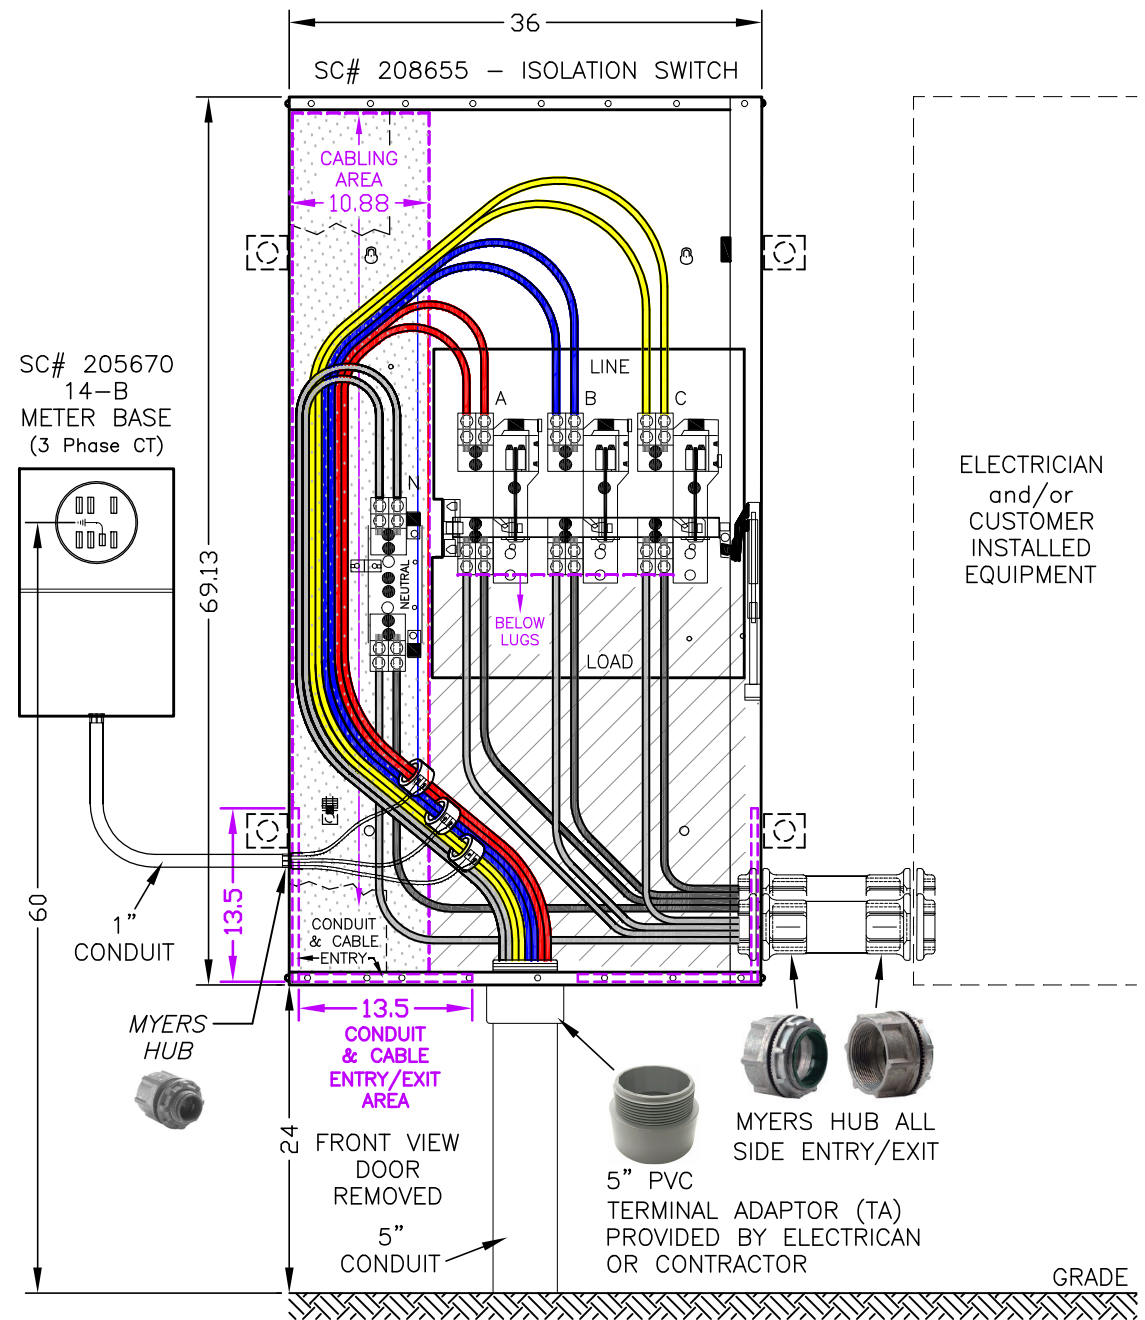 36
SC# 208655 – ISOLATION SWITCH
CABLING
AREA
10.88
SC# 205670
14–B
METER BASE
(3 Phase CT)
LINE
A
B
C
N
NEUTRAL
69.13
BELOW
LUGS
LOAD
ELECTRICIAN
and/or
CUSTOMER
INSTALLED
EQUIPMENT
60
1”
CONDUIT
13.5
CONDUIT
& CABLE
ENTRY
MYERS
HUB
13.5
CONDUIT
& CABLE
ENTRY/EXIT
AREA
24
FRONT VIEW
DOOR
REMOVED
5”
CONDUIT
MYERS HUB ALL
SIDE ENTRY/EXIT
5” PVC
TERMINAL ADAPTOR (TA)
PROVIDED BY ELECTRICAN
OR CONTRACTOR
GRADE